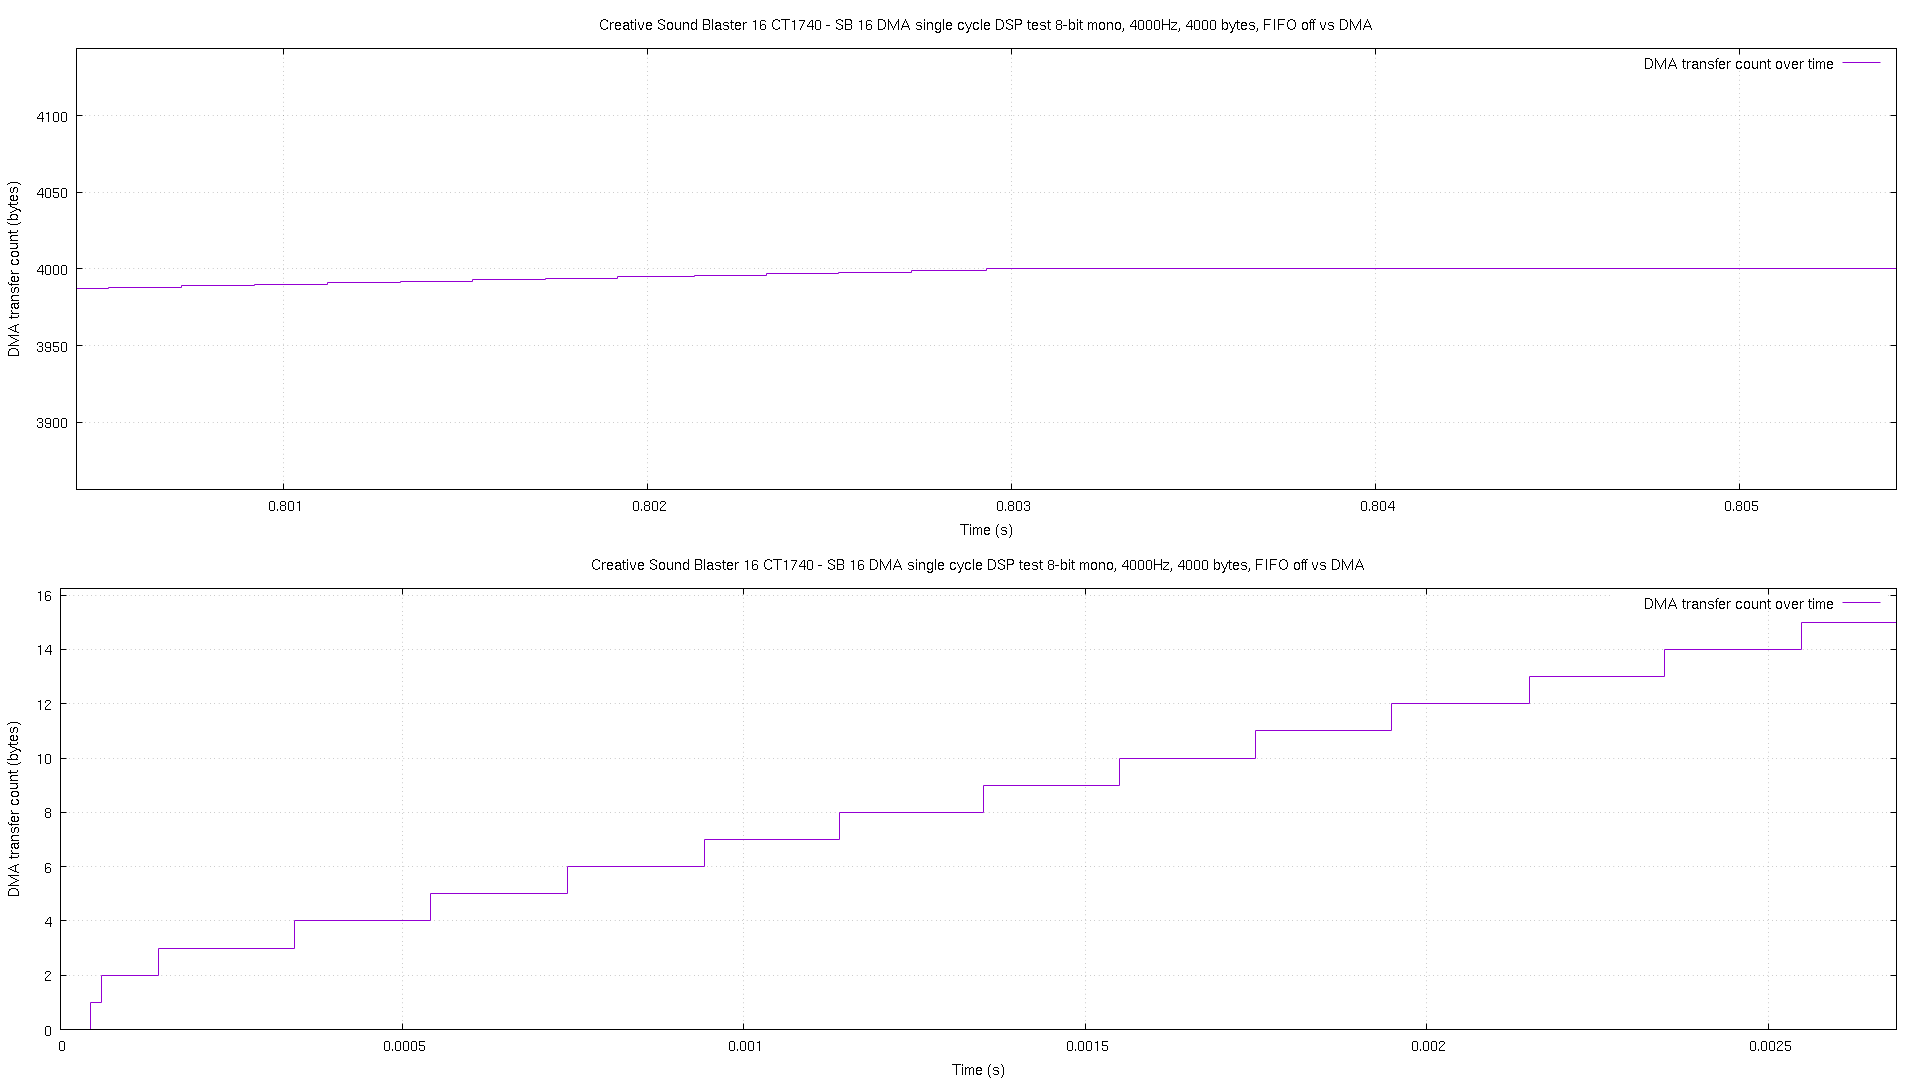 Creative Sound Blaster 16 CT1740 - SB 16 DMA single cycle DSP test 8-bit mono, 4000Hz, 4000 bytes, FIFO off vs DMA
DMA transfer count over time
4100
4050
4000
3950
3900
DMA transfer count (bytes)
0.801 0.802 0.803 0.804 0.805
Time (s)
Creative Sound Blaster 16 CT1740 - SB 16 DMA single cycle DSP test 8-bit mono, 4000Hz, 4000 bytes, FIFO off vs DMA
DMA transfer count over time
16
14
12
10
8
6
4
2
0
DMA transfer count (bytes)
0 0.0005 0.001 0.0015 0.002 0.0025
Time (s)